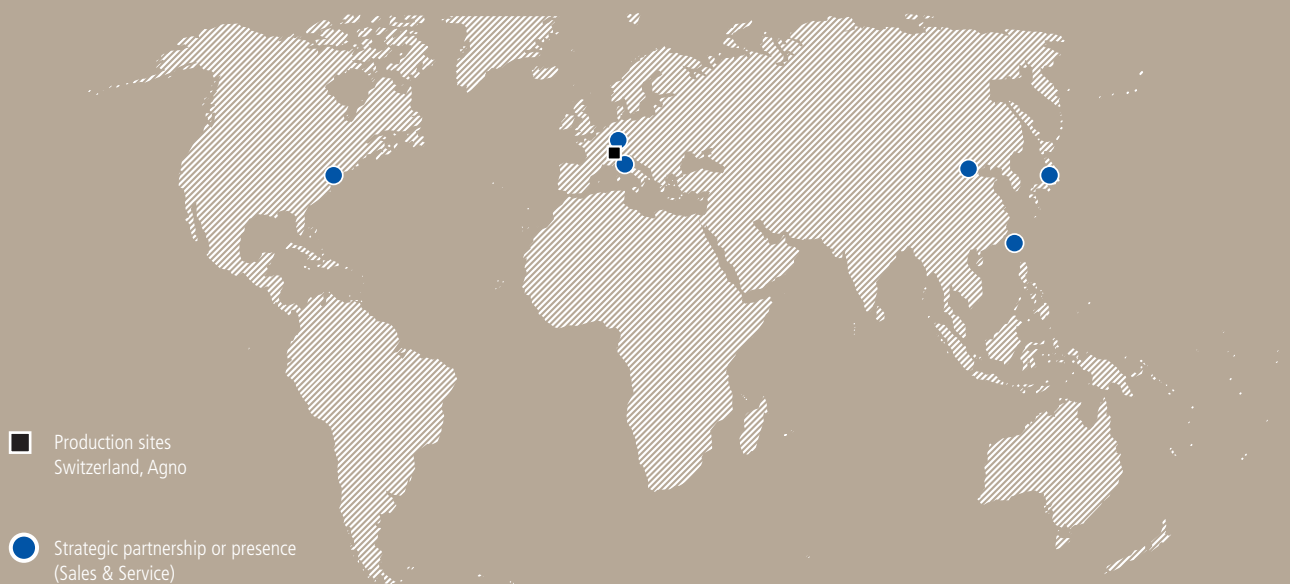 Production sites
Switzerland, Agno
Strategic partnership or presence
(Sales & Service)